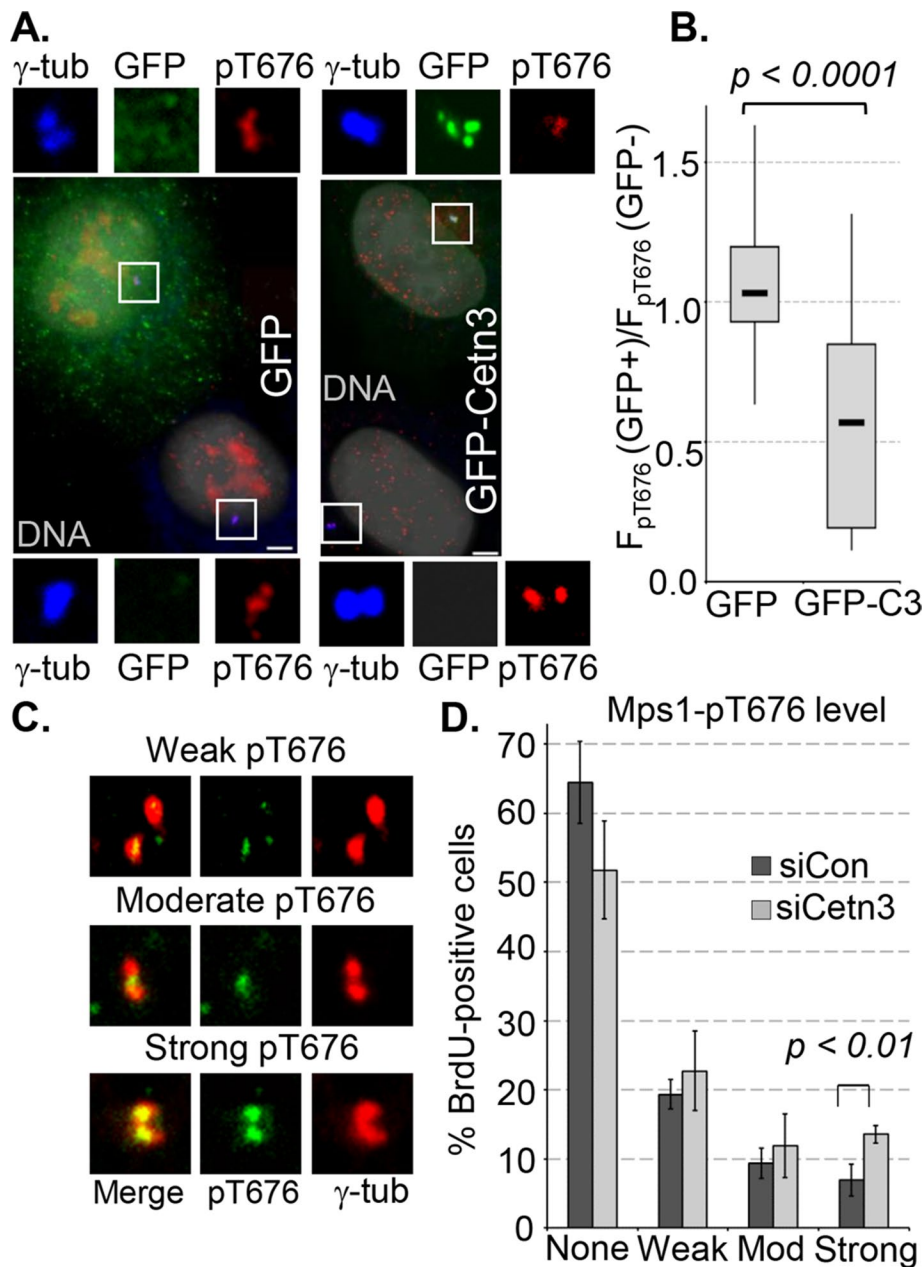 A.
γ-tub GFP pT676 γ-tub GFP pT676
GFP
DNA
GFP-Cetn3
DNA
γ-tub GFP pT676 γ-tub GFP pT676
B.
p < 0.0001
F pT676 (GFP+)/F pT676 (GFP-)
1.5
1.0
0.5
0.0
GFP GFP-C3
C.
Weak pT676
Moderate pT676
Strong pT676
Merge pT676 γ-tub
D.
Mps1-pT676 level
% BrdU-positive cells
70
60
50
40
30
20
10
0
siCon
siCetn3
p < 0.01
None Weak Mod Strong